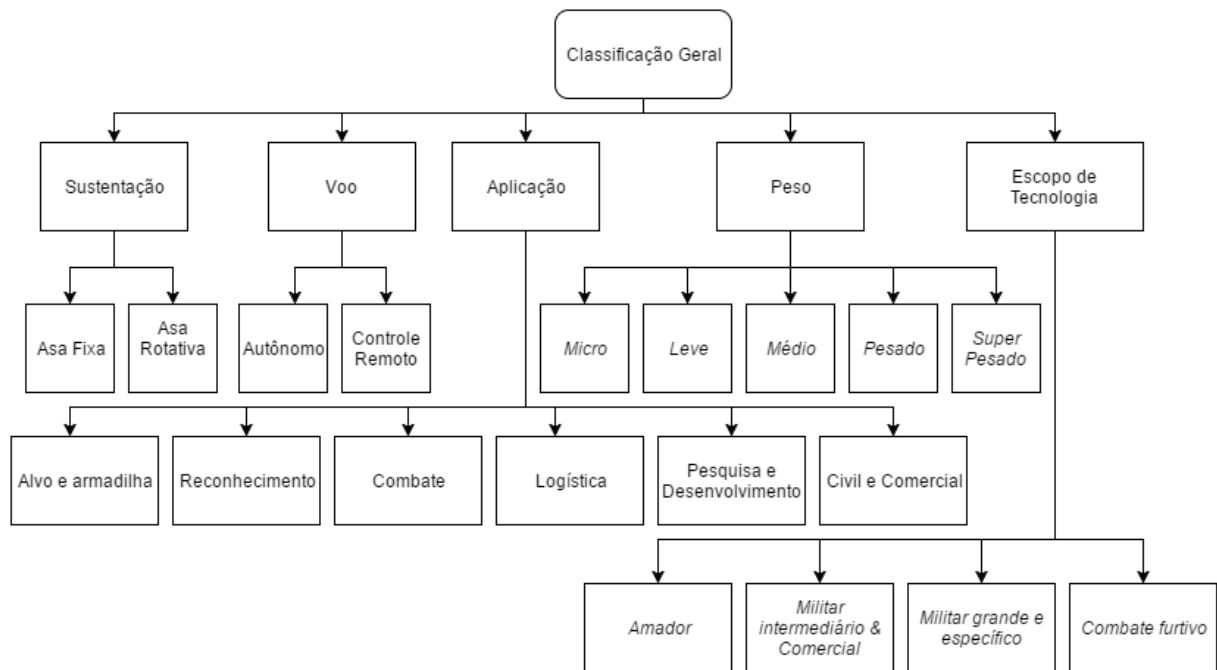 Classificação Geral
Sustentação
Voo
Aplicação
Peso
Escopo de
Tecnologia
Asa Fixa
Asa
Rotativa
Autônomo
Controle
Remoto
Micro
Leve
Médio
Pesado
Super
Pesado
Alvo e armadilha
Reconhecimento
Combate
Logística
Pesquisa e
Desenvolvimento
Civil e Comercial
Amador
Militar
intermediário &
Comercial
Militar grande e
específico
Combate furtivo